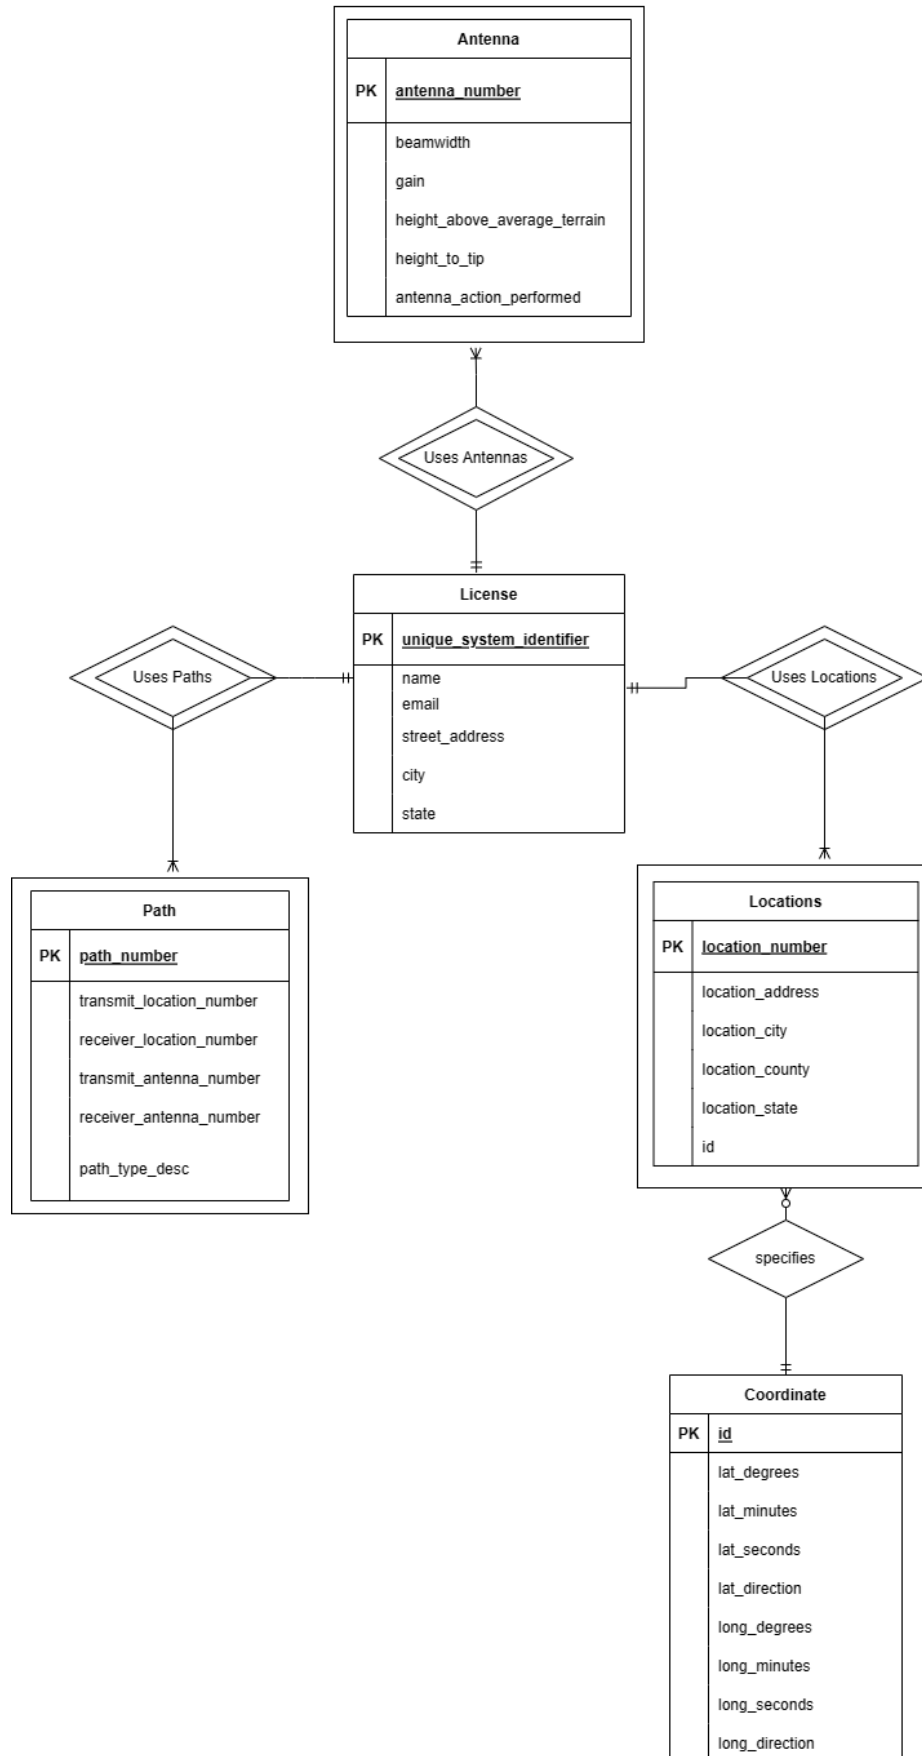 Antenna
PK antenna_number
beamwidth
gain
height_above_average_terrain
height_to_tip
antenna_action_performed
Uses Antennas
License
PK unique_system_identifier
name
email
street_address
city
state
Uses Paths
Uses Locations
Path
PK path_number
transmit_location_number
receiver_location_number
transmit_antenna_number
receiver_antenna_number
path_type_desc
Locations
PK location_number
location_address
location_city
location_county
location_state
id
specifies
Coordinate
PK id
lat_degrees
lat_minutes
lat_seconds
lat_direction
long_degrees
long_minutes
long_seconds
long_direction